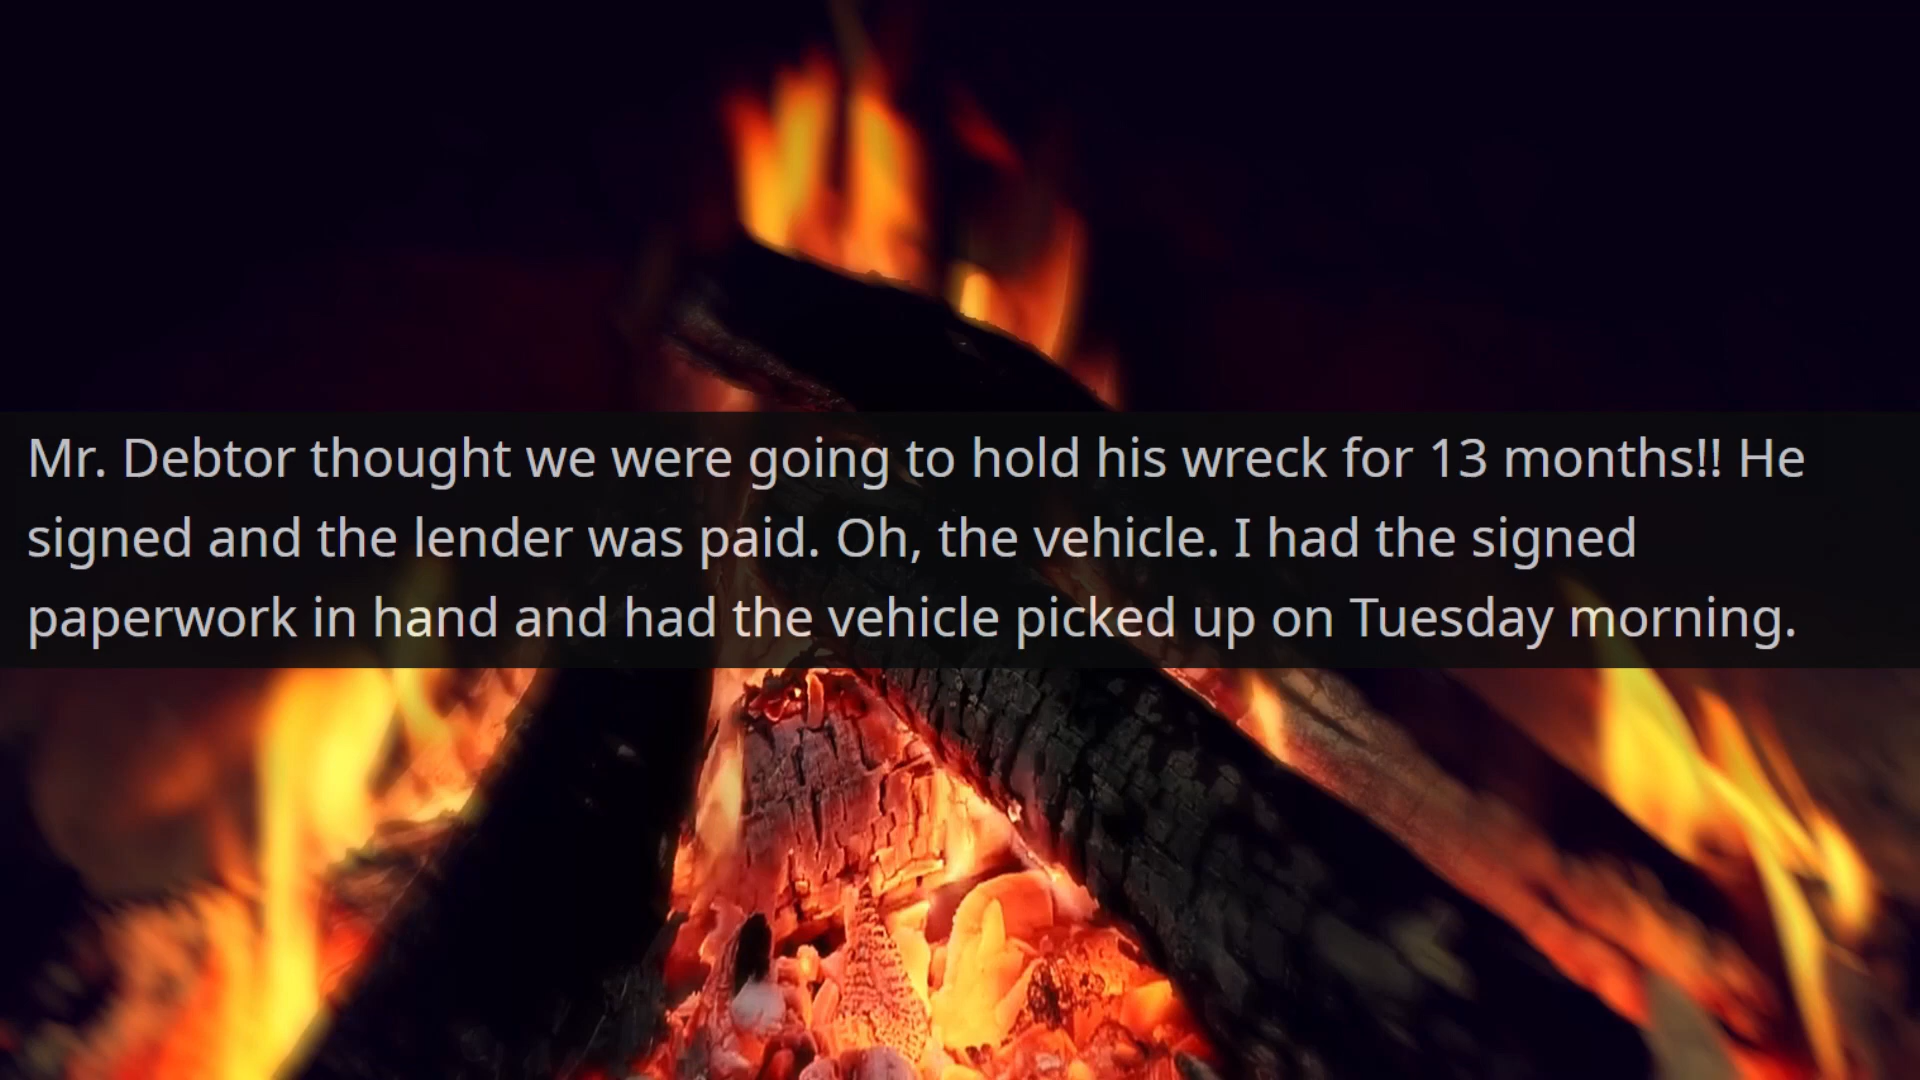 Mr. Debtor thought we were going to hold his wreck for 13 months!! He
signed and the lender was paid. Oh, the vehicle. I had the signed
paperwork in hand and had the vehicle picked up on Tuesday morning.